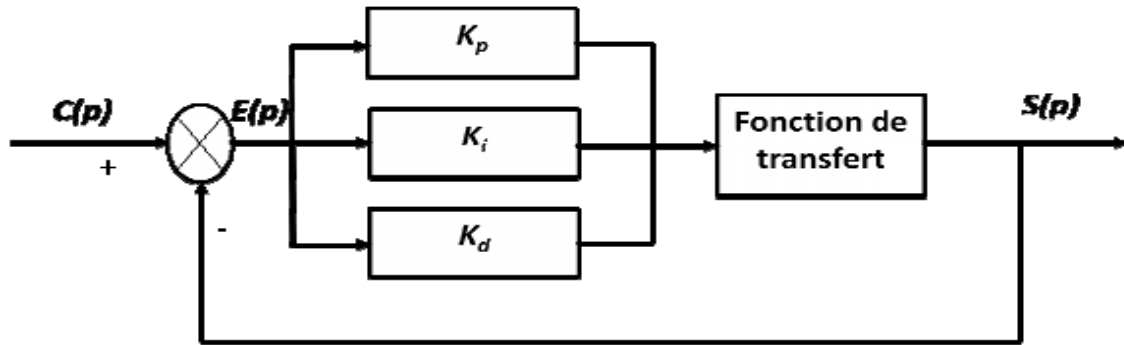 K_p
C(p)
E(p)
S(p)
K_i
Fonction de
transfert
+
-
K_d